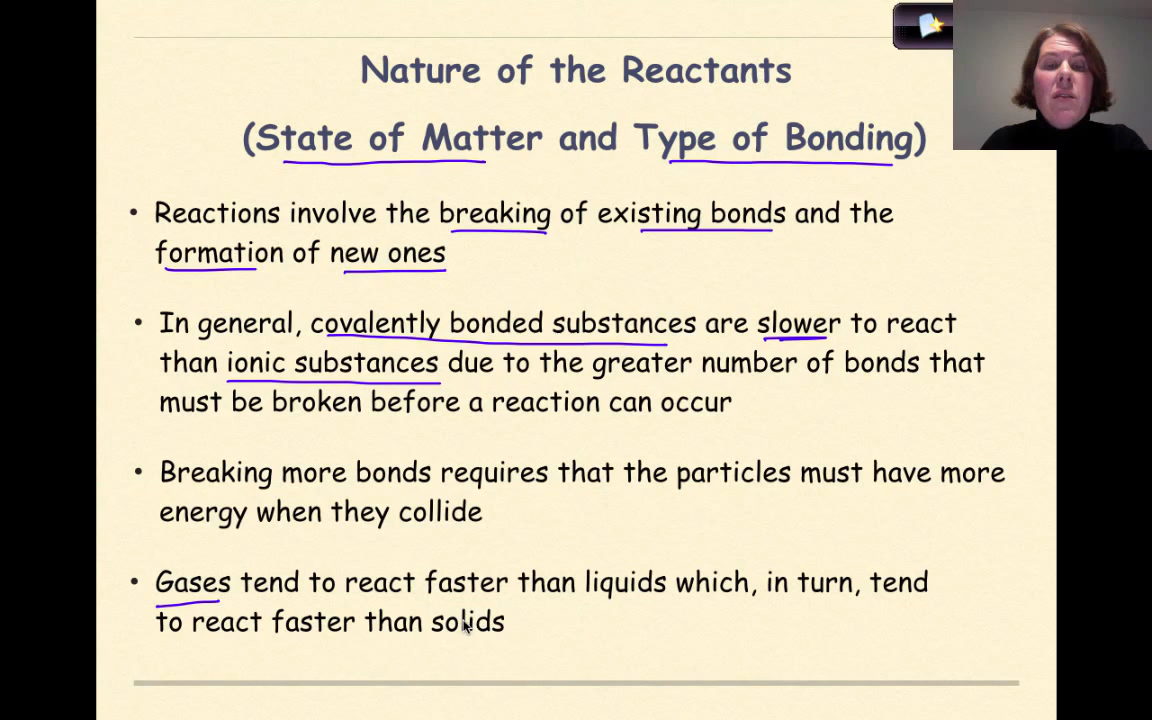 Nature of the Reactants
(State of Matter and Type of Bonding)
• Reactions involve the breaking of existing bonds and the
formation of new ones
• In general, covalently bonded substances are slower to react
than ionic substances due to the greater number of bonds that
must be broken before a reaction can occur
• Breaking more bonds requires that the particles must have more
energy when they collide
• Gases tend to react faster than liquids which, in turn, tend
to react faster than solids